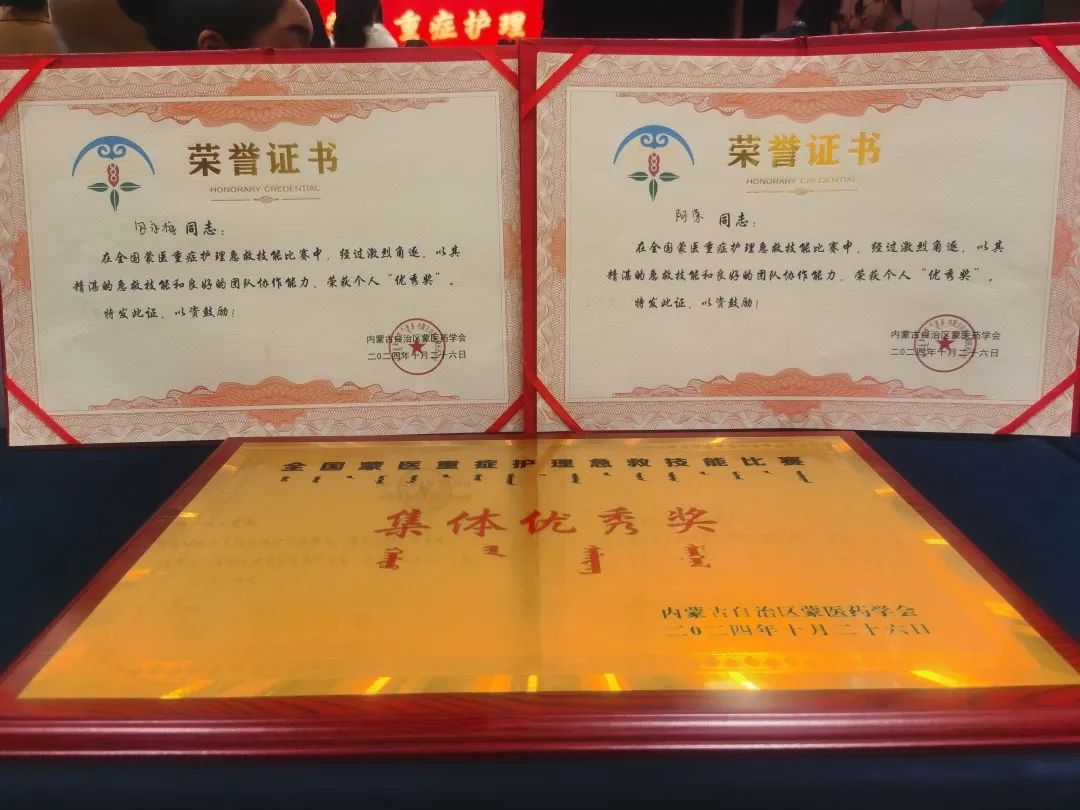 重症护理
荣誉证书
HONORARY CREDENTIAL
同志：
在全国蒙医重症护理急救技能比赛中，经过激烈角逐，以其
精湛的急救技能和良好的团队协作能力，荣获个人“优秀奖”。
特发此证，以资鼓励！
内蒙古自治区蒙医药学会
二〇二四年十月二十六日
荣誉证书
HONORARY CREDENTIAL
同志：
在全国蒙医重症护理急救技能比赛中，经过激烈角逐，以其
精湛的急救技能和良好的团队协作能力，荣获个人“优秀奖”。
特发此证，以资鼓励！
内蒙古自治区蒙医药学会
二〇二四年十月二十六日
全国蒙医重症护理急救技能比赛
集体优秀奖
内蒙古自治区蒙医药学会
二〇二四年十月二十六日